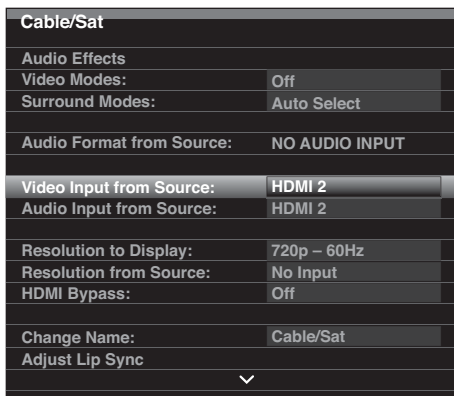 Cable/Sat
Audio Effects
Video Modes: Off
Surround Modes: Auto Select
Audio Format from Source: NO AUDIO INPUT
Video Input from Source: HDMI 2
Audio Input from Source: HDMI 2
Resolution to Display: 720p – 60Hz
Resolution from Source: No Input
HDMI Bypass: Off
Change Name: Cable/Sat
Adjust Lip Sync